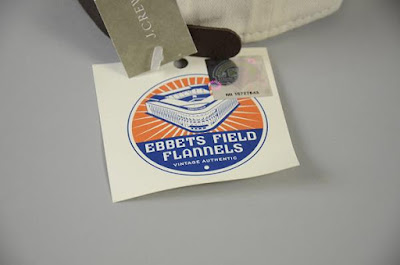 J.CREW
EBBETS FIELD
FLANNELS
VINTAGE AUTHENTIC